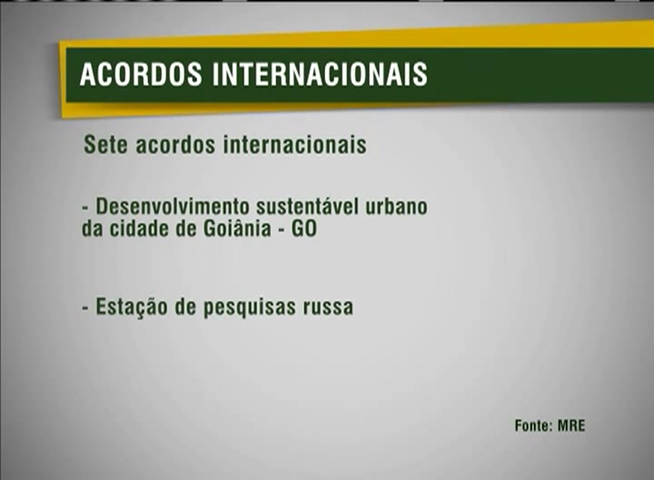 ACORDOS INTERNACIONAIS
Sete acordos internacionais
- Desenvolvimento sustentável urbano
da cidade de Goiânia - GO
- Estação de pesquisas russa
Fonte: MRE